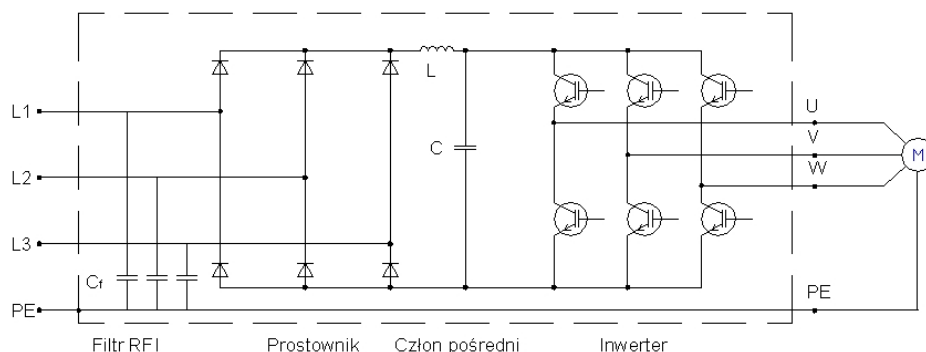 L
U
L1
V
C
M
W
L2
L3
Cf
PE
PE
Filtr RFI
Prostownik
Człon pośredni
Inwerter